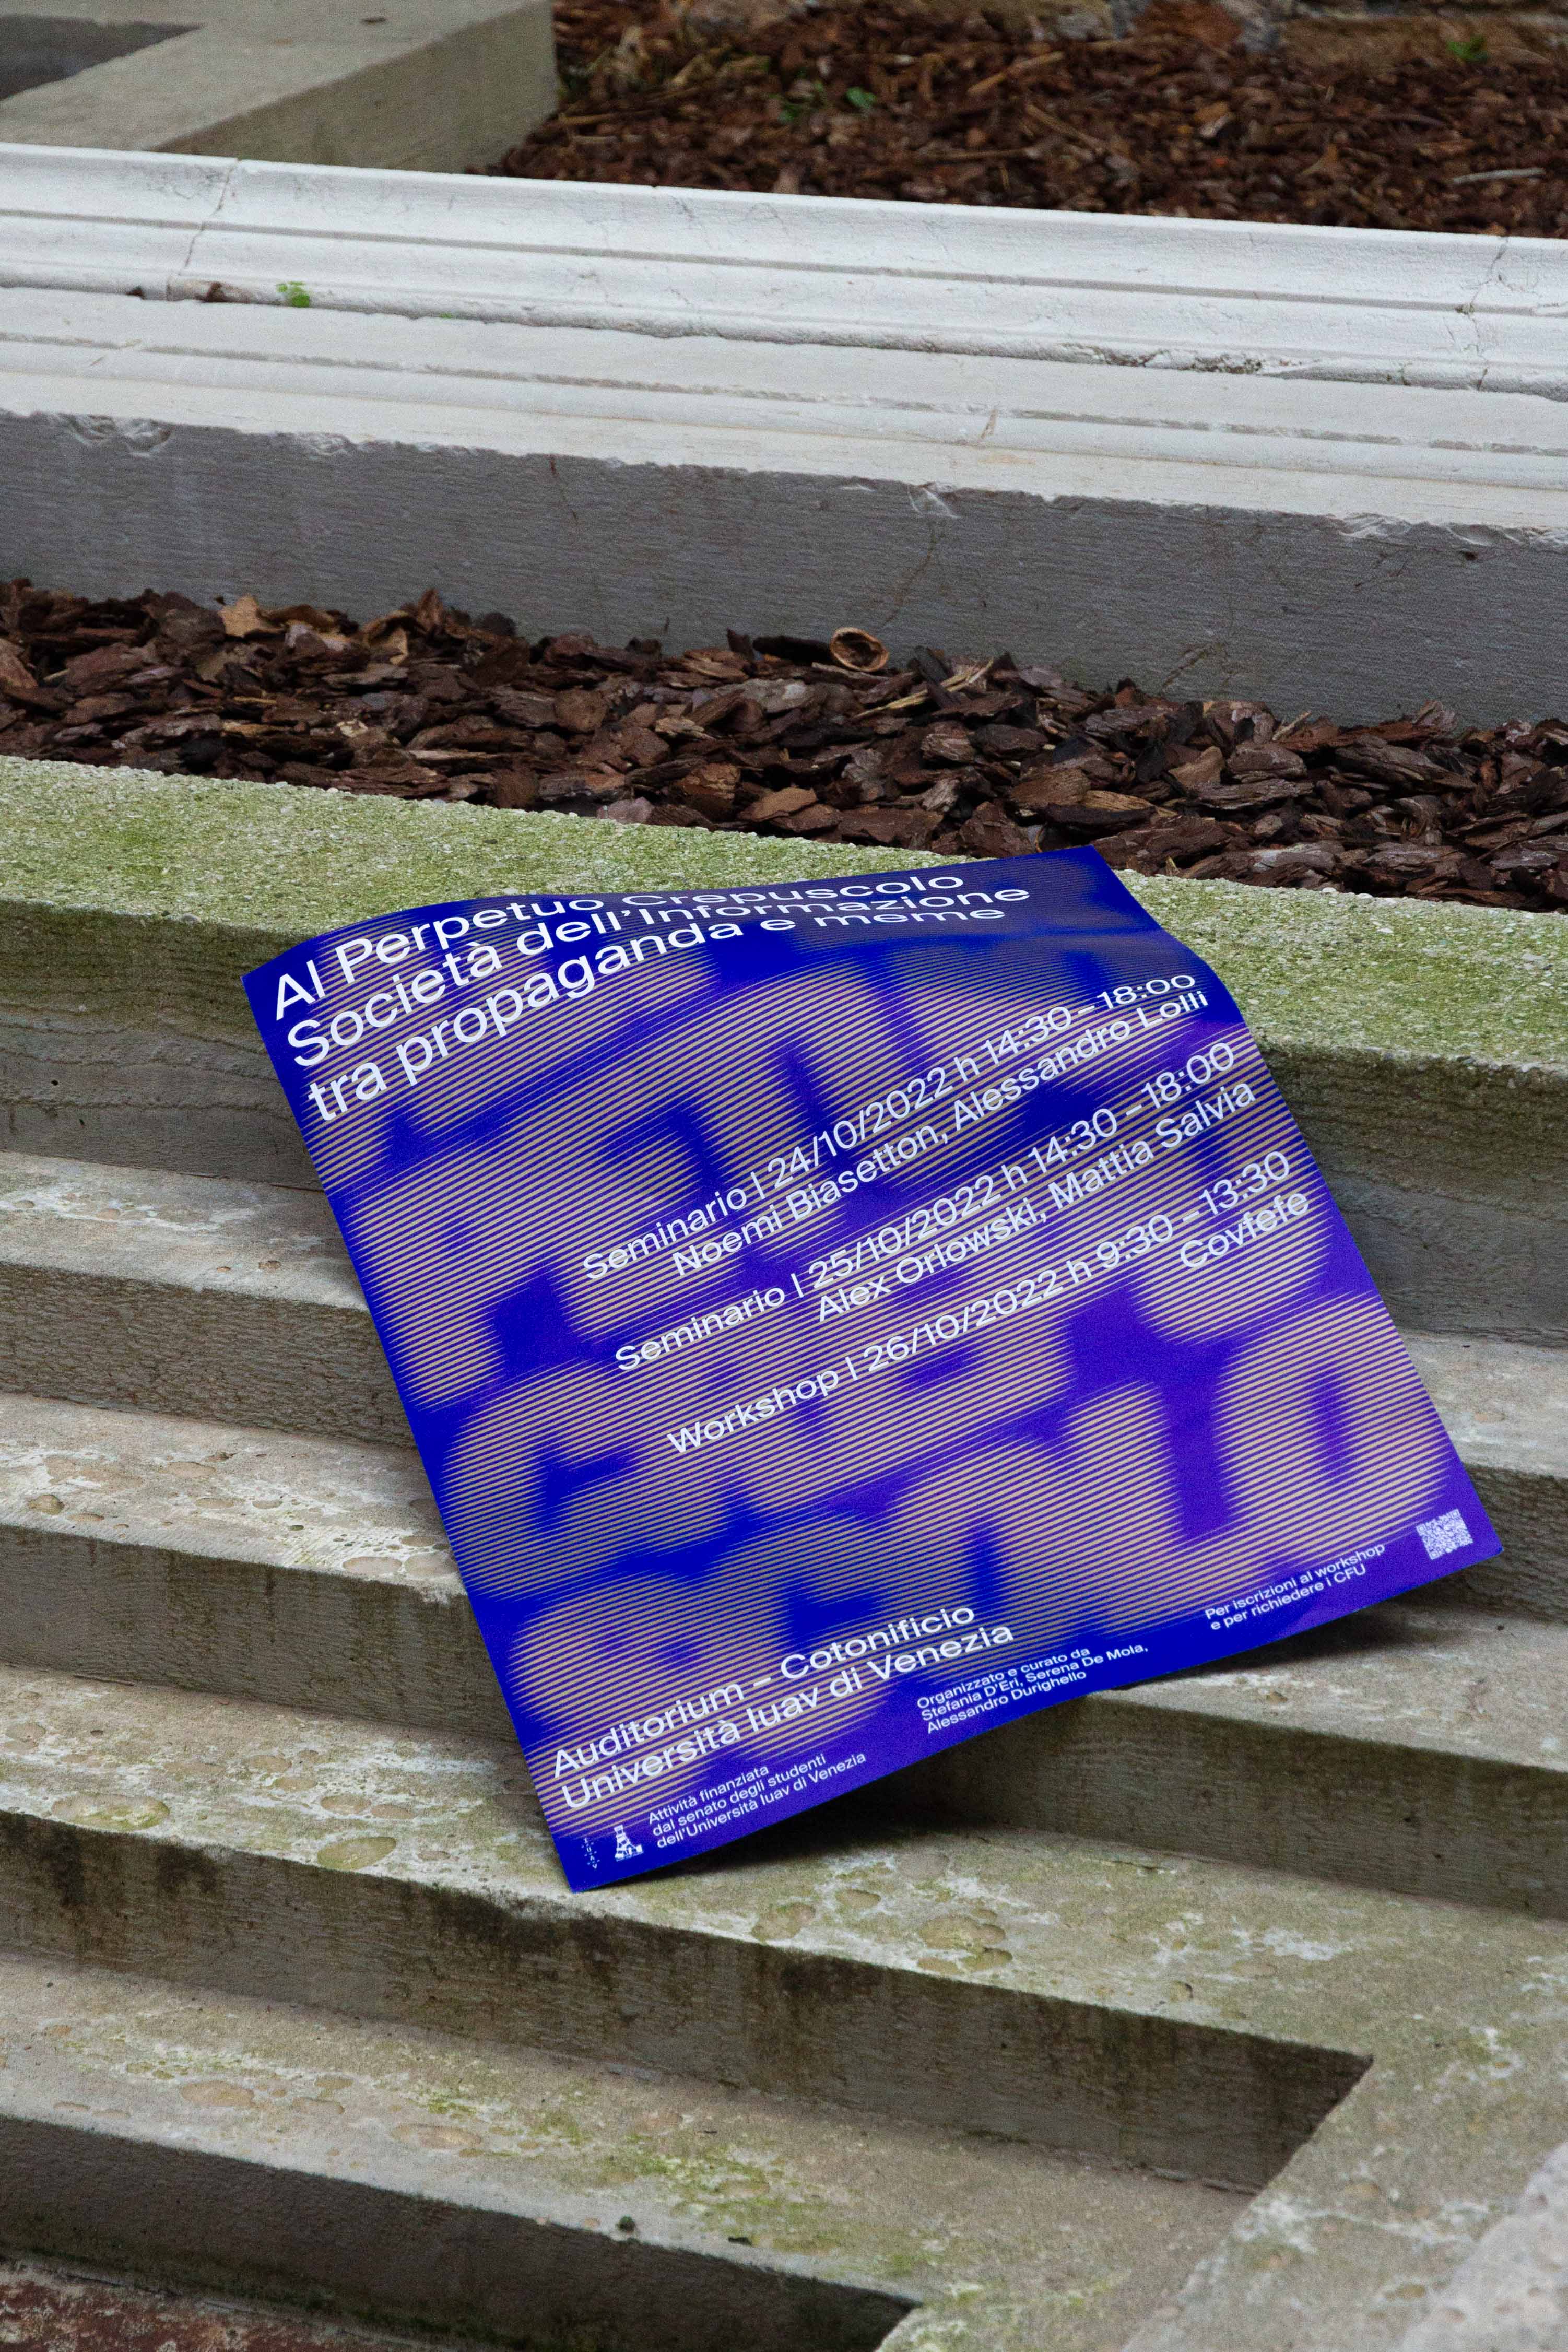 Al Perpetuo Crepuscolo
Società dell'Informazione
tra propaganda e meme
Seminario | 24/10/2022 h 14:30 – 18:00
Noemi Biasetton, Alessandro Lolli
Seminario | 25/10/2022 h 14:30 – 18:00
Alex Orlowski, Mattia Salvia
Workshop | 26/10/2022 h 9:30 – 13:30
Covfefe
Auditorium – Cotonificio
Università Iuav di Venezia
Attività finanziata
dal senato degli studenti
dell'Università Iuav di Venezia
Organizzato e curato da
Stefania D'Eri, Serena De Mola,
Alessandro Durighello
Per iscrizioni al workshop
e per richiedere i CFU